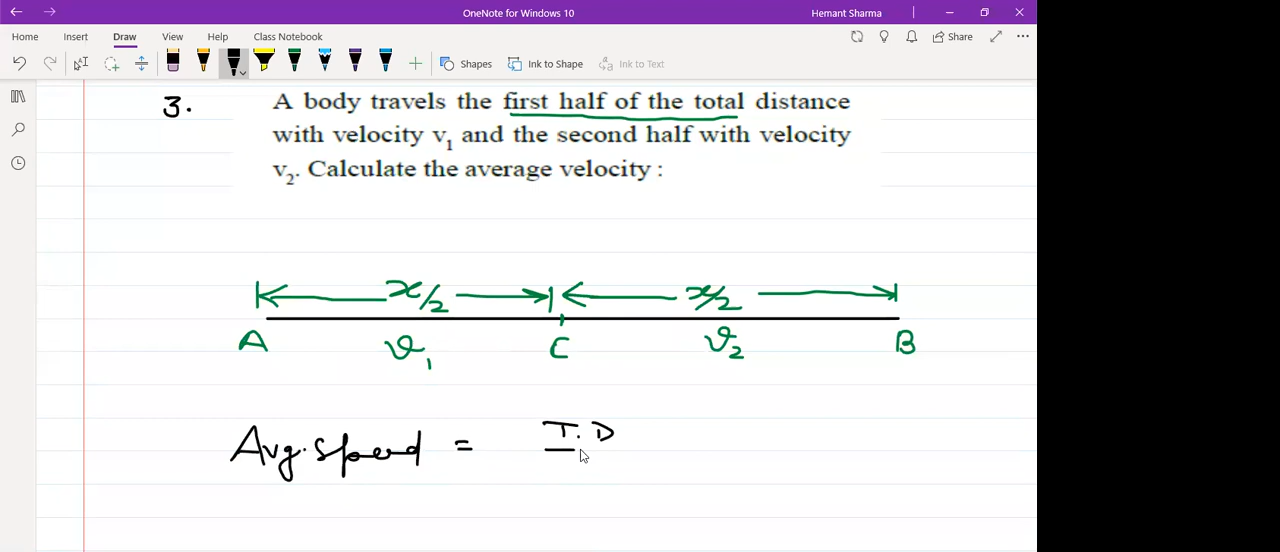 OneNote for Windows 10
Hemant Sharma
Home Insert Draw View Help Class Notebook
Share
Shapes Ink to Shape Ink to Text
3.
A body travels the first half of the total distance
with velocity v₁ and the second half with velocity
v₂. Calculate the average velocity :
x/2 x/2
A v₁ C v₂ B
Avg. Speed = T.D